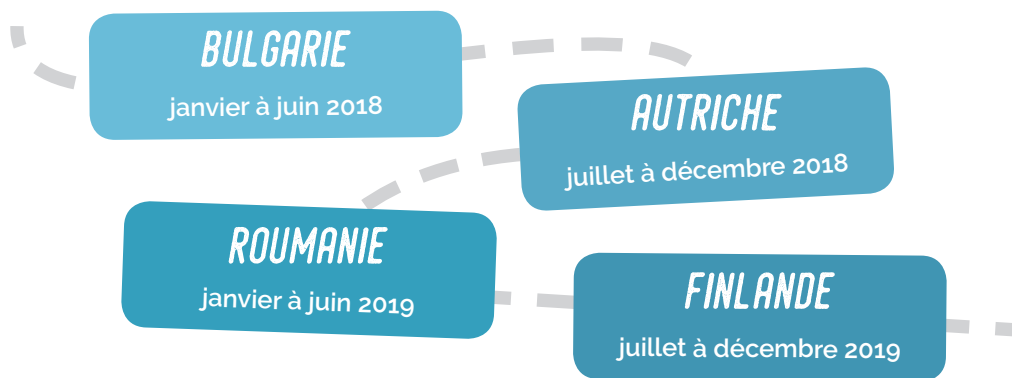 BULGARIE
janvier à juin 2018
AUTRICHE
juillet à décembre 2018
ROUMANIE
janvier à juin 2019
FINLANDE
juillet à décembre 2019